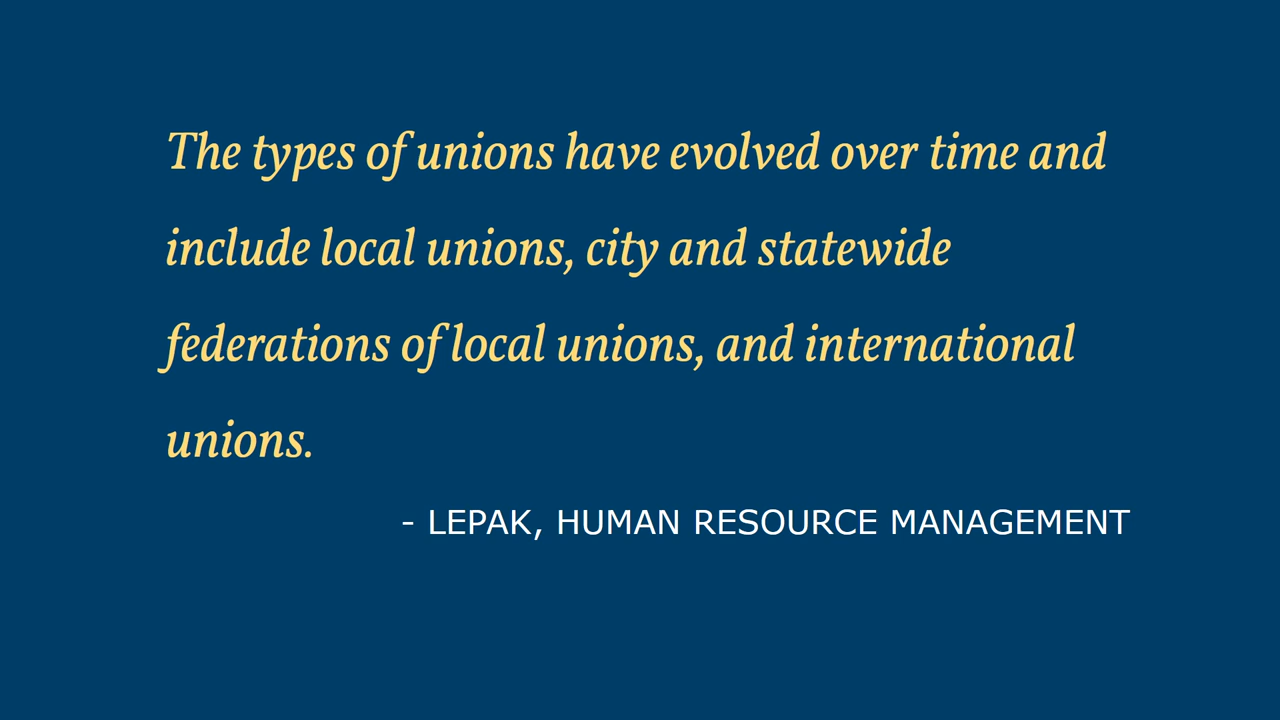 The types of unions have evolved over time and
include local unions, city and statewide
federations of local unions, and international
unions.
- LEPAK, HUMAN RESOURCE MANAGEMENT